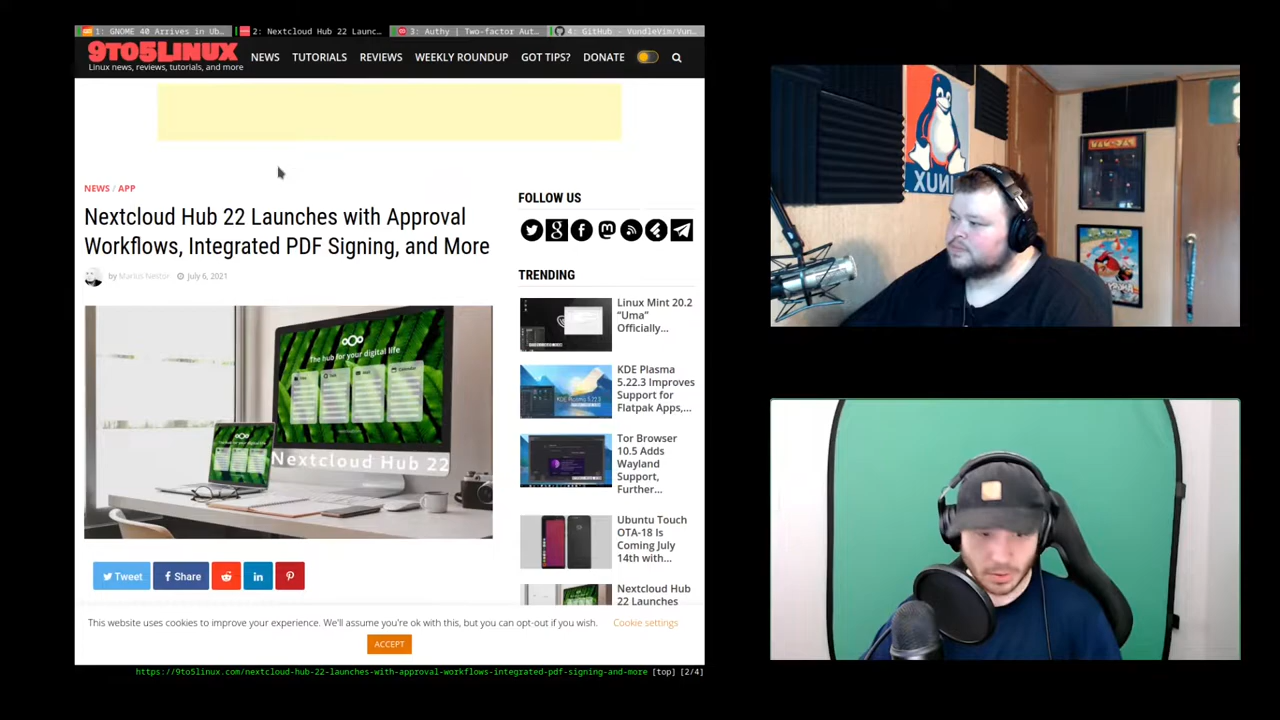 1: GNOME 40 Arrives in Ub...
2: Nextcloud Hub 22 Launc...
3: Authy | Two-factor Aut...
4: GitHub - VundleVim/Vun...
9TO5LINUX
Linux news, reviews, tutorials, and more
NEWS
TUTORIALS
REVIEWS
WEEKLY ROUNDUP
GOT TIPS?
DONATE
NEWS / APP
Nextcloud Hub 22 Launches with Approval
Workflows, Integrated PDF Signing, and More
by Marius Nestor
July 6, 2021
The hub for your digital life
Nextcloud Hub 22
Tweet
Share
FOLLOW US
TRENDING
Linux Mint 20.2
“Uma”
Officially...
KDE Plasma
5.22.3 Improves
Support for
Flatpak Apps,...
Tor Browser
10.5 Adds
Wayland
Support,
Further...
Ubuntu Touch
OTA-18 Is
Coming July
14th with...
Nextcloud Hub
22 Launches
This website uses cookies to improve your experience. We'll assume you're ok with this, but you can opt-out if you wish.
Cookie settings
ACCEPT
https://9to5linux.com/nextcloud-hub-22-launches-with-approval-workflows-integrated-pdf-signing-and-more [top] [2/4]